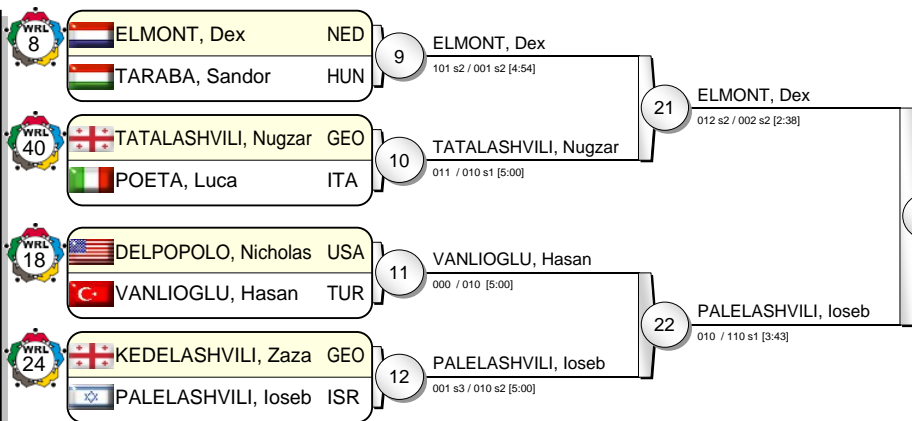 WRL 8
ELMONT, Dex NED
TARABA, Sandor HUN
9
ELMONT, Dex
101 s2 / 001 s2 [4:54]
21
ELMONT, Dex
012 s2 / 002 s2 [2:38]
WRL 40
TATALASHVILI, Nugzar GEO
POETA, Luca ITA
10
TATALASHVILI, Nugzar
011 / 010 s1 [5:00]
WRL 18
DELPOPOLO, Nicholas USA
VANLIOGLU, Hasan TUR
11
VANLIOGLU, Hasan
000 / 010 [5:00]
22
PALELASHVILI, Ioseb
010 / 110 s1 [3:43]
WRL 24
KEDELASHVILI, Zaza GEO
PALELASHVILI, Ioseb ISR
12
PALELASHVILI, Ioseb
001 s3 / 010 s2 [5:00]